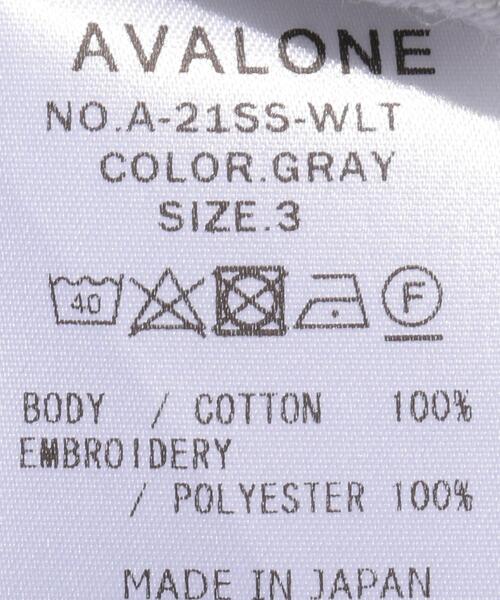 AVALONE
NO.A-21SS-WLT
COLOR.GRAY
SIZE.3
40 F
BODY / COTTON 100%
EMBROIDERY
/ POLYESTER 100%
MADE IN JAPAN